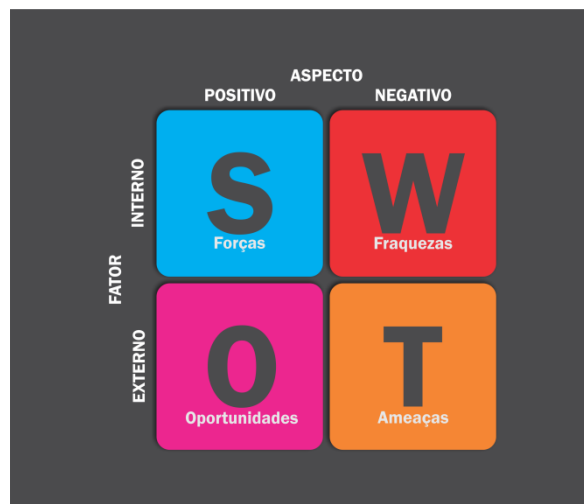 ASPECTO
POSITIVO
NEGATIVO
FATOR
INTERNO
S
Forças
W
Fraquezas
EXTERNO
O
Oportunidades
T
Ameaças